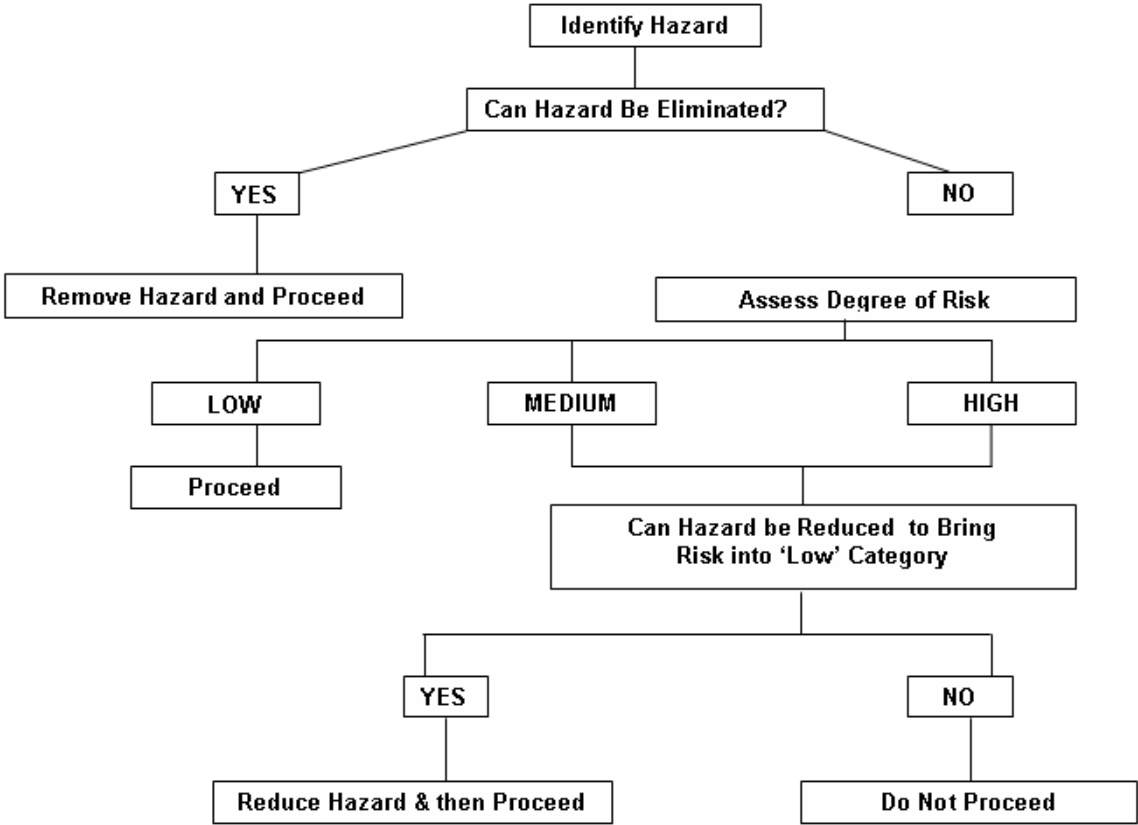 Identify Hazard
Can Hazard Be Eliminated?
YES
NO
Remove Hazard and Proceed
Assess Degree of Risk
LOW
MEDIUM
HIGH
Proceed
Can Hazard be Reduced to Bring
Risk into ‘Low’ Category
YES
NO
Reduce Hazard & then Proceed
Do Not Proceed